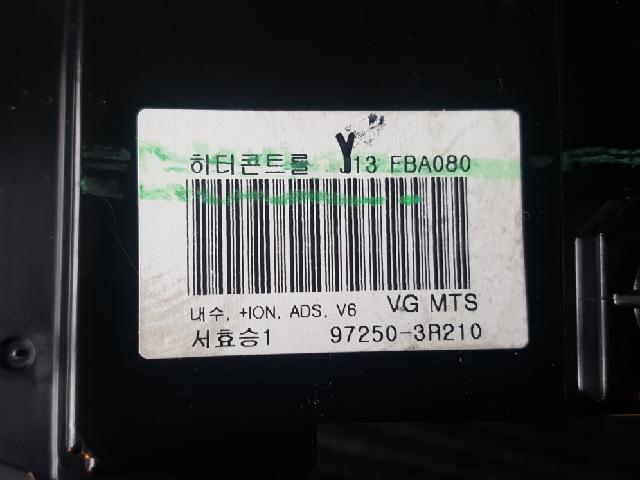 히터콘트롤 Y13 FBA080
내수, +ION, ADS, V6 VG MTS
서효승1 97250-3R210